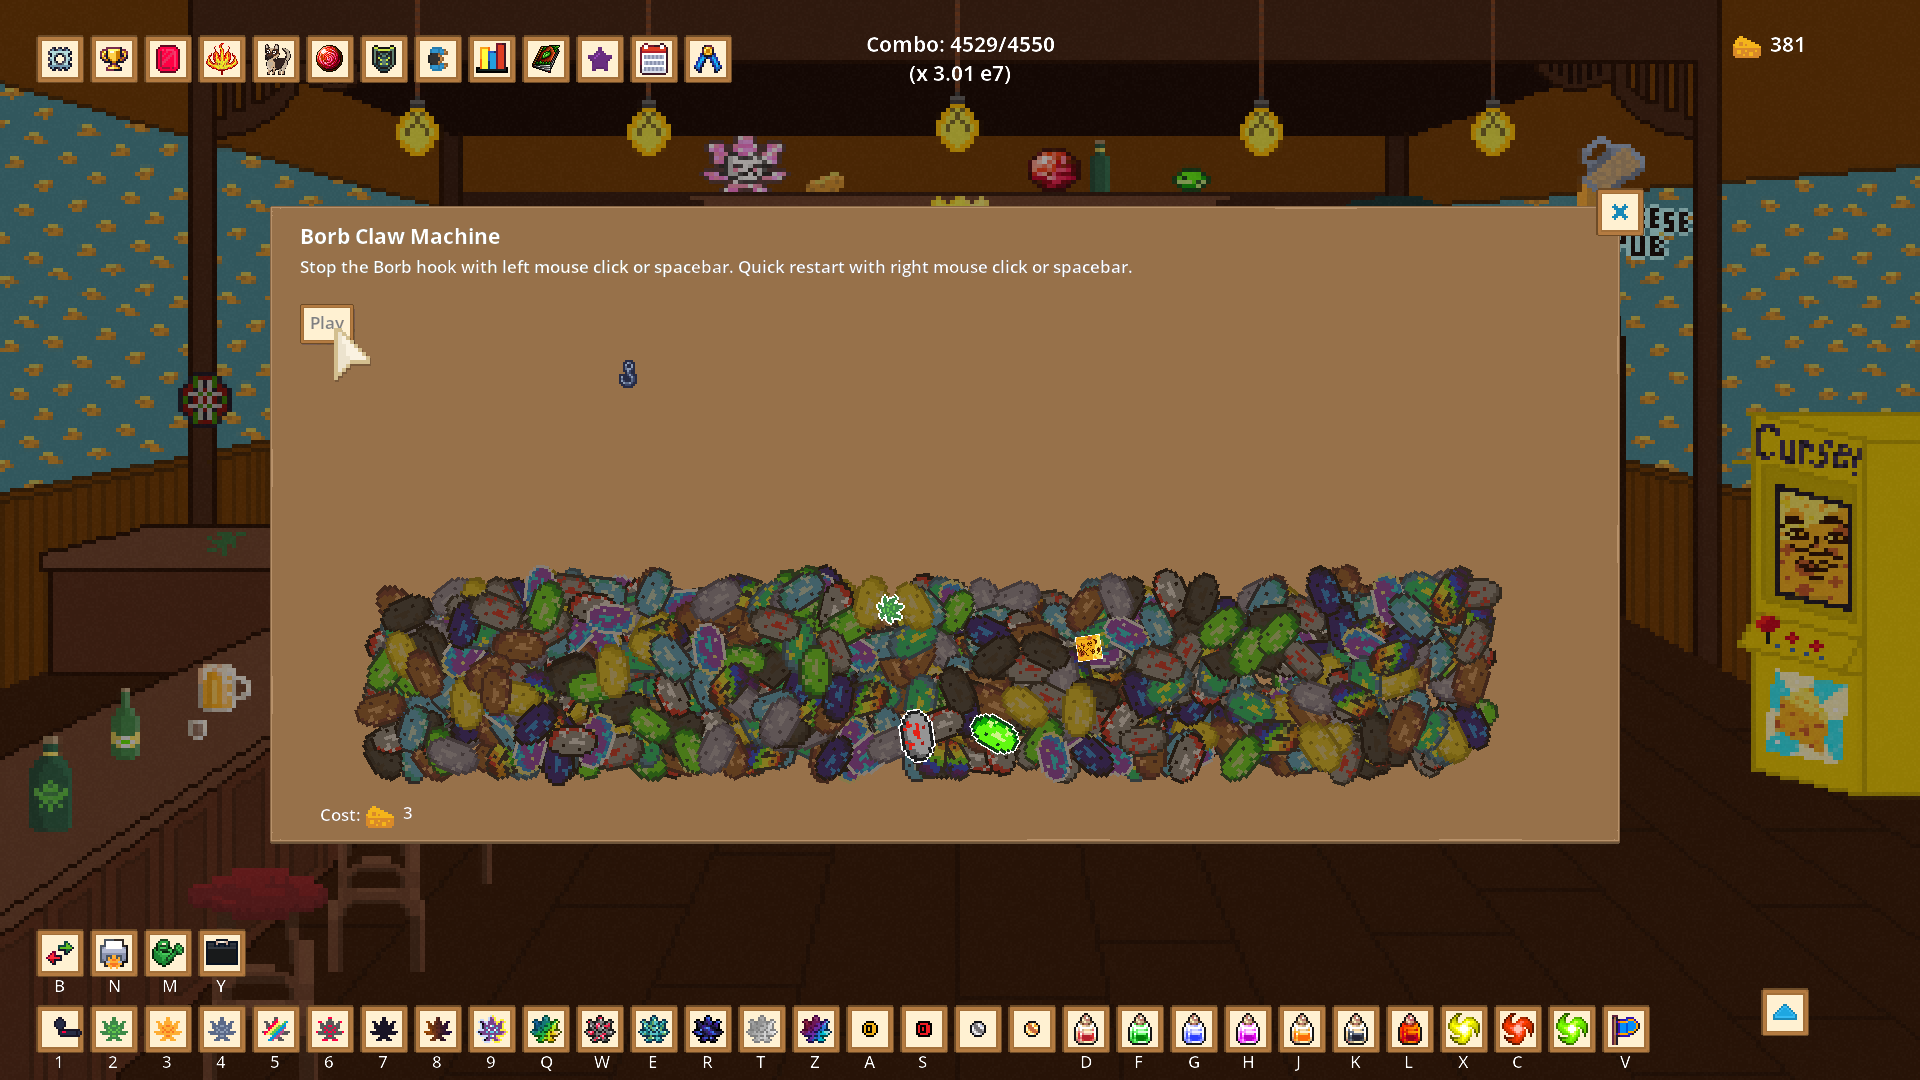 Combo: 4529/4550
(x 3.01 e7)
381
Borb Claw Machine
Stop the Borb hook with left mouse click or spacebar. Quick restart with right mouse click or spacebar.
Play
Curse!
Cost: 3
B N M Y
1 2 3 4 5 6 7 8 9 Q W E R T Z A S D F G H J K L X C V